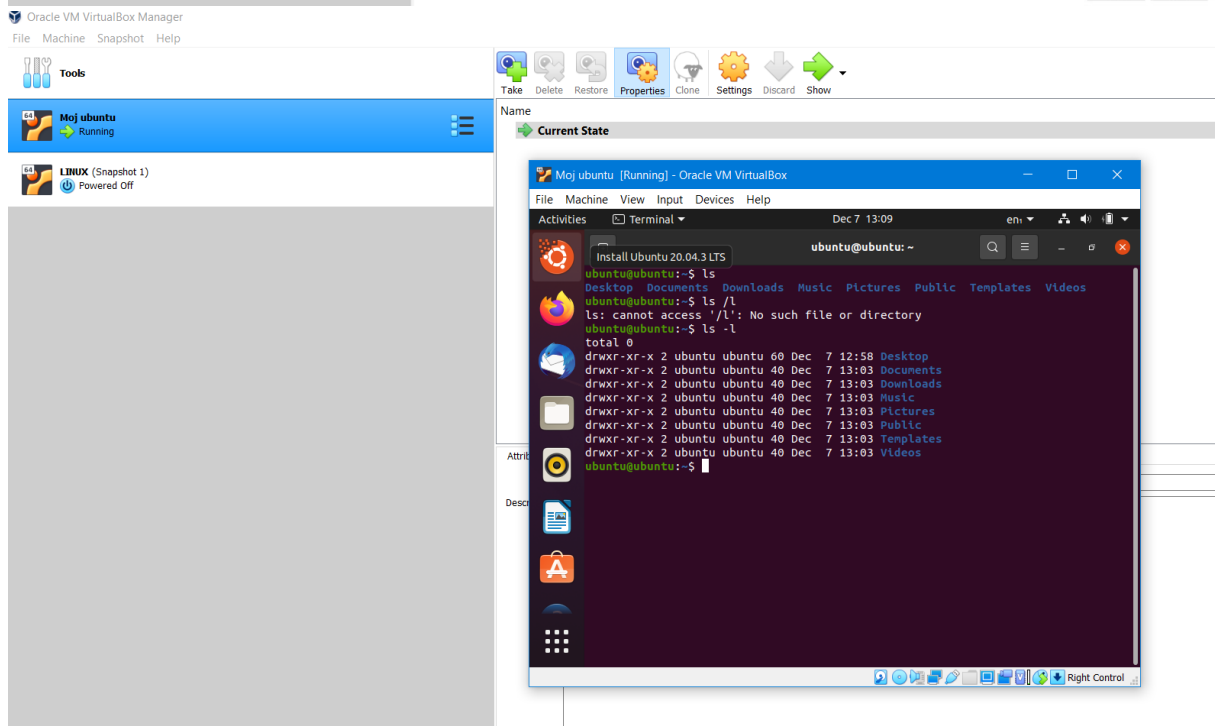 Oracle VM VirtualBox Manager
File Machine Snapshot Help
Tools
Take Delete Restore Properties Clone Settings Discard Show
Name
Current State
64
Moj ubuntu
Running
64
LINUX (Snapshot 1)
Powered Off
Moj ubuntu [Running] - Oracle VM VirtualBox
File Machine View Input Devices Help
Activities Terminal Dec 7 13:09 en₁
ubuntu@ubuntu: ~
Install Ubuntu 20.04.3 LTS
ubuntu@ubuntu:~$ ls
Desktop Documents Downloads Music Pictures Public Templates Videos
ubuntu@ubuntu:~$ ls /l
ls: cannot access '/l': No such file or directory
ubuntu@ubuntu:~$ ls -l
total 0
drwxr-xr-x 2 ubuntu ubuntu 60 Dec 7 12:58 Desktop
drwxr-xr-x 2 ubuntu ubuntu 40 Dec 7 13:03 Documents
drwxr-xr-x 2 ubuntu ubuntu 40 Dec 7 13:03 Downloads
drwxr-xr-x 2 ubuntu ubuntu 40 Dec 7 13:03 Music
drwxr-xr-x 2 ubuntu ubuntu 40 Dec 7 13:03 Pictures
drwxr-xr-x 2 ubuntu ubuntu 40 Dec 7 13:03 Public
drwxr-xr-x 2 ubuntu ubuntu 40 Dec 7 13:03 Templates
drwxr-xr-x 2 ubuntu ubuntu 40 Dec 7 13:03 Videos
ubuntu@ubuntu:~$
Right Control